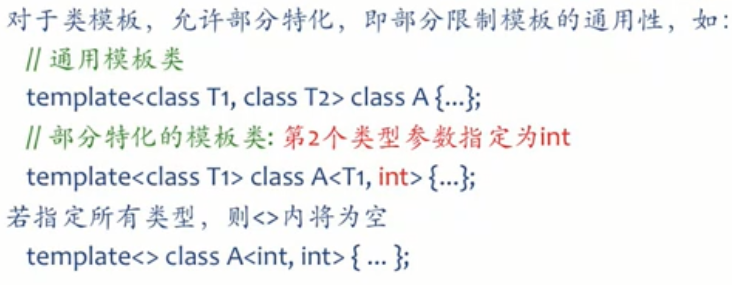 对于类模板，允许部分特化，即部分限制模板的通用性，如：
// 通用模板类
template<class T1, class T2> class A {...};
// 部分特化的模板类: 第2个类型参数指定为int
template<class T1> class A<T1, int> {...};
若指定所有类型，则<>内将为空
template<> class A<int, int> { ... };